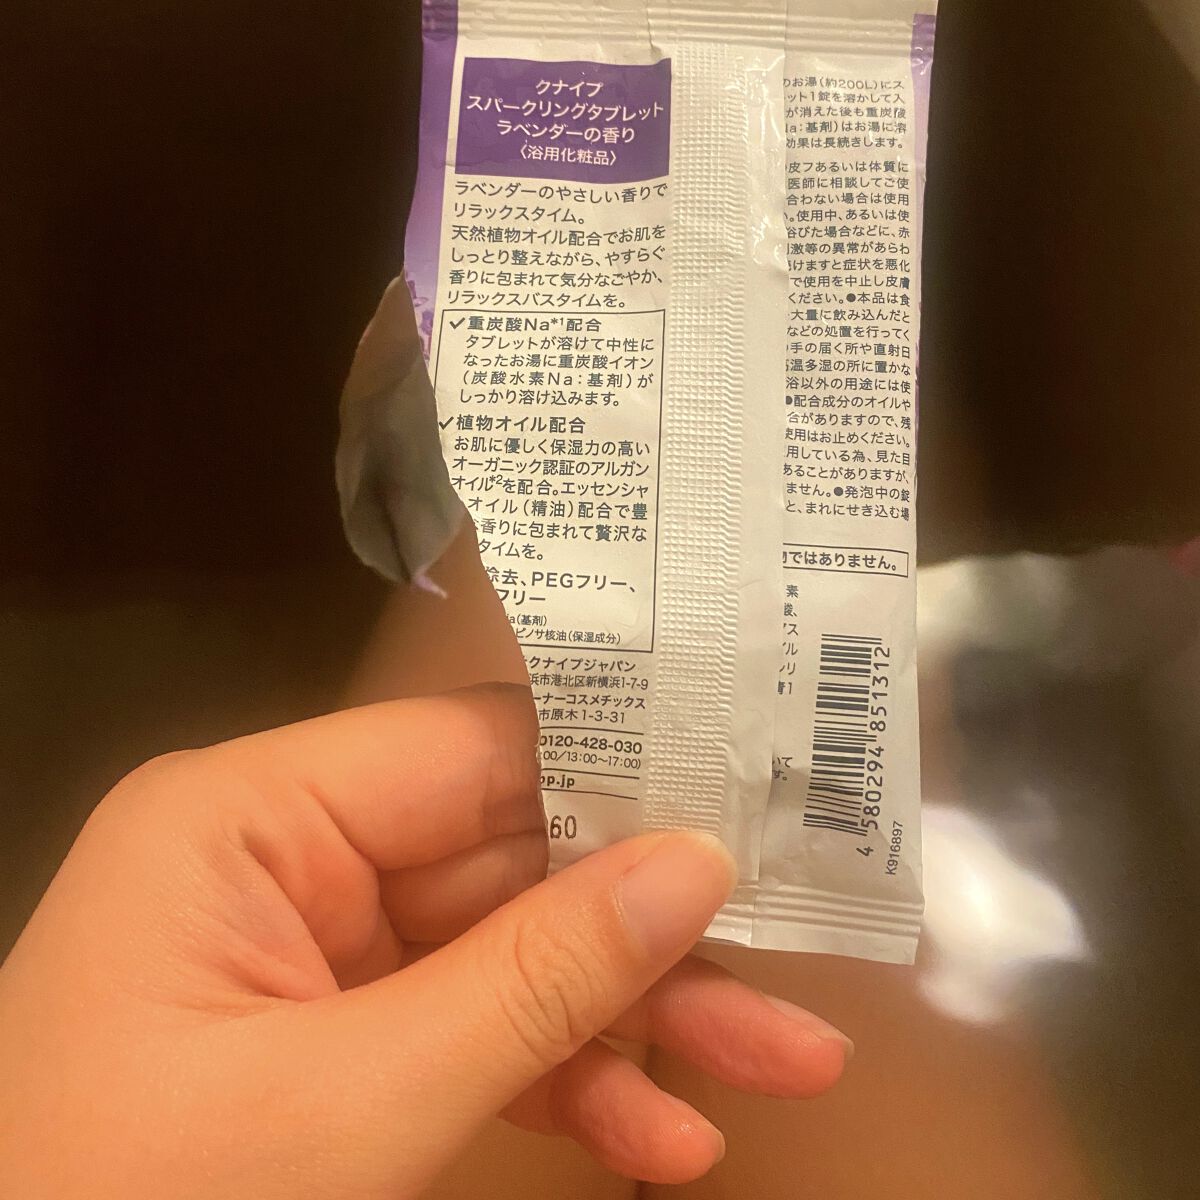 クナイプ
スパークリングタブレット
ラベンダーの香り
〈浴用化粧品〉
ラベンダーのやさしい香りで
リラックスタイム。
天然植物オイル配合でお肌を
しっとり整えながら、やすらぐ
香りに包まれて気分なごやか、
リラックスバスタイムを。
✓重炭酸Na*1配合
タブレットが溶けて中性に
なったお湯に重炭酸イオン
(炭酸水素Na:基剤)が
しっかり溶け込みます。
✓植物オイル配合
お肌に優しく保湿力の高い
オーガニック認証のアルガン
オイル*2を配合。エッセンシャ
オイル(精油)配合で豊
香りに包まれて贅沢な
タイムを。
除去、PEGフリー、
フリー
(基剤)
ピノサ核油(保湿成分)
クナイプジャパン
浜市港北区新横浜1-7-9
ーナーコスメチックス
市原木1-3-31
0120-428-030
:00/13:00〜17:00)
pp.jp
60
のお湯(約200L)にス
ット1錠を溶かして入
が消えた後も重炭酸
Na:基剤)はお湯に溶
効果は長続きします。
皮フあるいは体質に
医師に相談してご使
合わない場合は使用
い。使用中、あるいは使
浴びた場合などに、赤
刺激等の異常があらわ
続けますと症状を悪化
で使用を中止し皮膚
ください。●本品は食
大量に飲み込んだと
などの処置を行ってく
の手の届く所や直射日
高温多湿の所に置かな
浴以外の用途には使
●配合成分のオイルや
合がありますので、残
使用はお止めください。
用している為、見た目
あることがありますが、
ません。●発泡中の錠
と、まれにせき込む場
物ではありません。
素
酸、
ス
イル
リ
青1
いて
す。
4 580294 851312
K916897